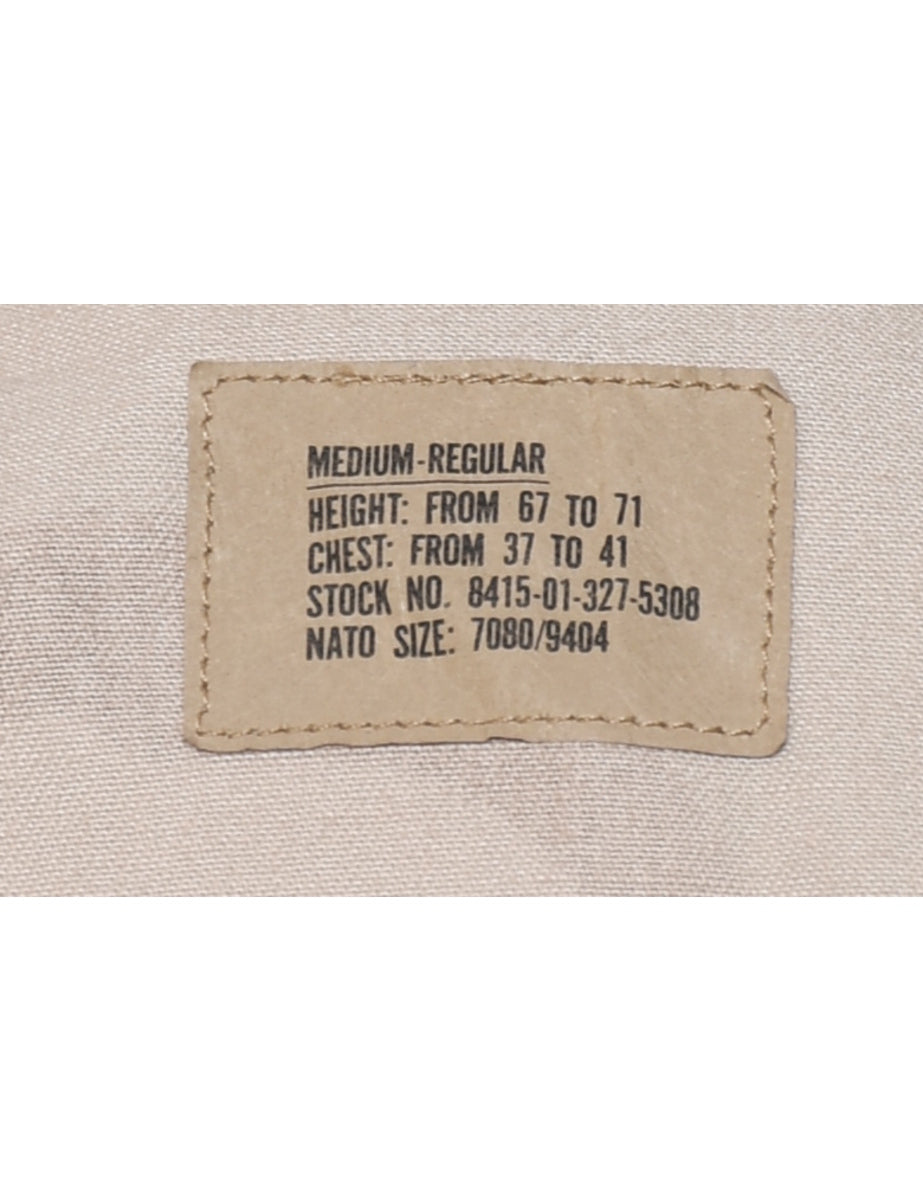 MEDIUM-REGULAR
HEIGHT: FROM 67 TO 71
CHEST: FROM 37 TO 41
STOCK NO. 8415-01-327-5308
NATO SIZE: 7080/9404